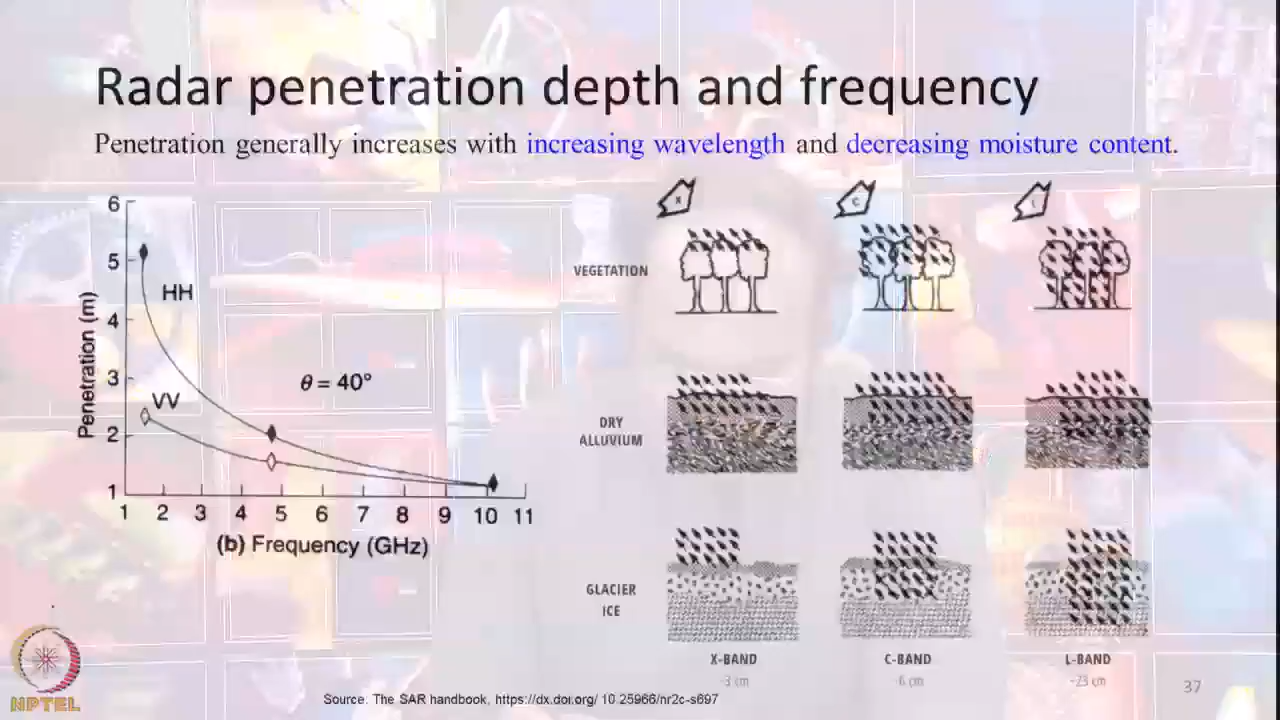 Radar penetration depth and frequency
Penetration generally increases with increasing wavelength and decreasing moisture content.
6
5
4
3
2
1
Penetration (m)
HH
VV
θ = 40°
1 2 3 4 5 6 7 8 9 10 11
(b) Frequency (GHz)
X
C
L
VEGETATION
DRY
ALLUVIUM
GLACIER
ICE
X-BAND
C-BAND
L-BAND
-3 cm
-6 cm
-23 cm
Source: The SAR handbook, https://dx.doi.org/ 10.25966/nr2c-s697
37
NPTEL